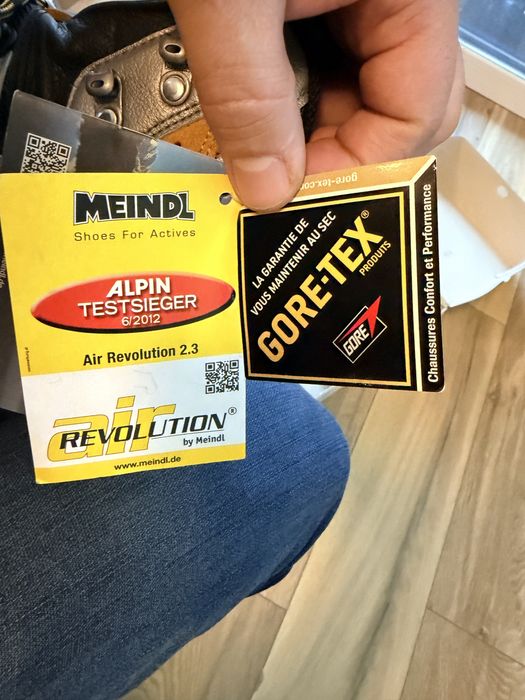 MEINDL
Shoes For Actives
ALPIN
TESTSIEGER
6/2012
Air Revolution 2.3
air
REVOLUTION®
by Meindl
www.meindl.de
gore-tex.com
LA GARANTIE DE
VOUS MAINTENIR AU SEC
GORE-TEX®
PRODUITS
GORE
Chaussures Confort et Performance